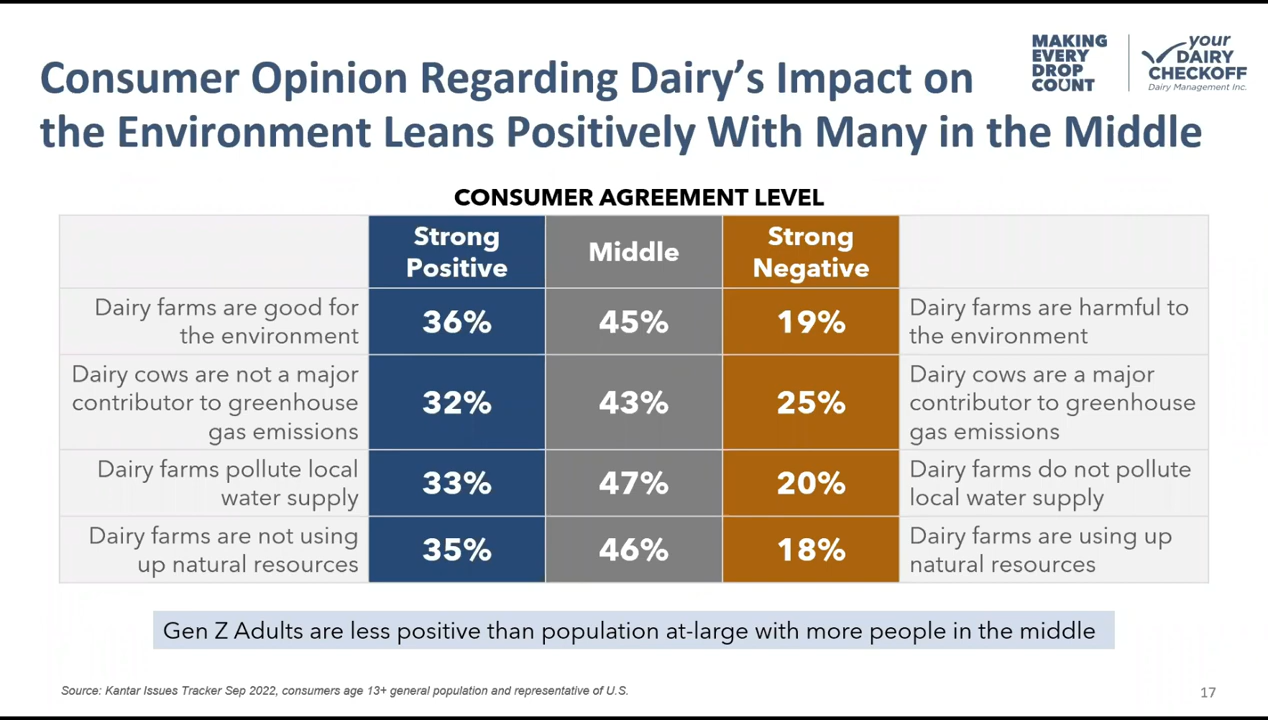 Consumer Opinion Regarding Dairy's Impact on
the Environment Leans Positively With Many in the Middle
MAKING
EVERY
DROP
COUNT
your
DAIRY
CHECKOFF
Dairy Management Inc.
CONSUMER AGREEMENT LEVEL
Strong
Positive
Middle
Strong
Negative
Dairy farms are good for
the environment
36%
45%
19%
Dairy farms are harmful to
the environment
Dairy cows are not a major
contributor to greenhouse
gas emissions
32%
43%
25%
Dairy cows are a major
contributor to greenhouse
gas emissions
Dairy farms pollute local
water supply
33%
47%
20%
Dairy farms do not pollute
local water supply
Dairy farms are not using
up natural resources
35%
46%
18%
Dairy farms are using up
natural resources
Gen Z Adults are less positive than population at-large with more people in the middle
Source: Kantar Issues Tracker Sep 2022, consumers age 13+ general population and representative of U.S.
17